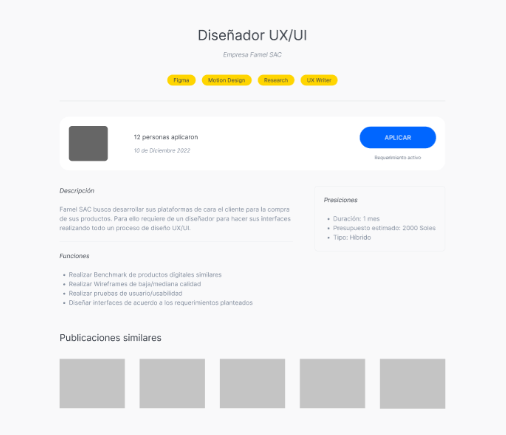 Diseñador UX/UI
Empresa Famel SAC
Figma
Motion Design
Research
UX Writer
12 personas aplicaron
10 de Diciembre 2022
APLICAR
Requerimiento activo
Descripción
Famel SAC busca desarrollar sus plataformas de cara el cliente para la compra
de sus productos. Para ello requiere de un diseñador para hacer sus interfaces
realizando todo un proceso de diseño UX/UI.
Funciones
• Realizar Benchmark de productos digitales similares
• Realizar Wireframes de baja/mediana calidad
• Realizar pruebas de usuario/usabilidad
• Diseñar interfaces de acuerdo a los requerimientos planteados
Presiciones
• Duración: 1 mes
• Presupuesto estimado: 2000 Soles
• Tipo: Híbrido
Publicaciones similares